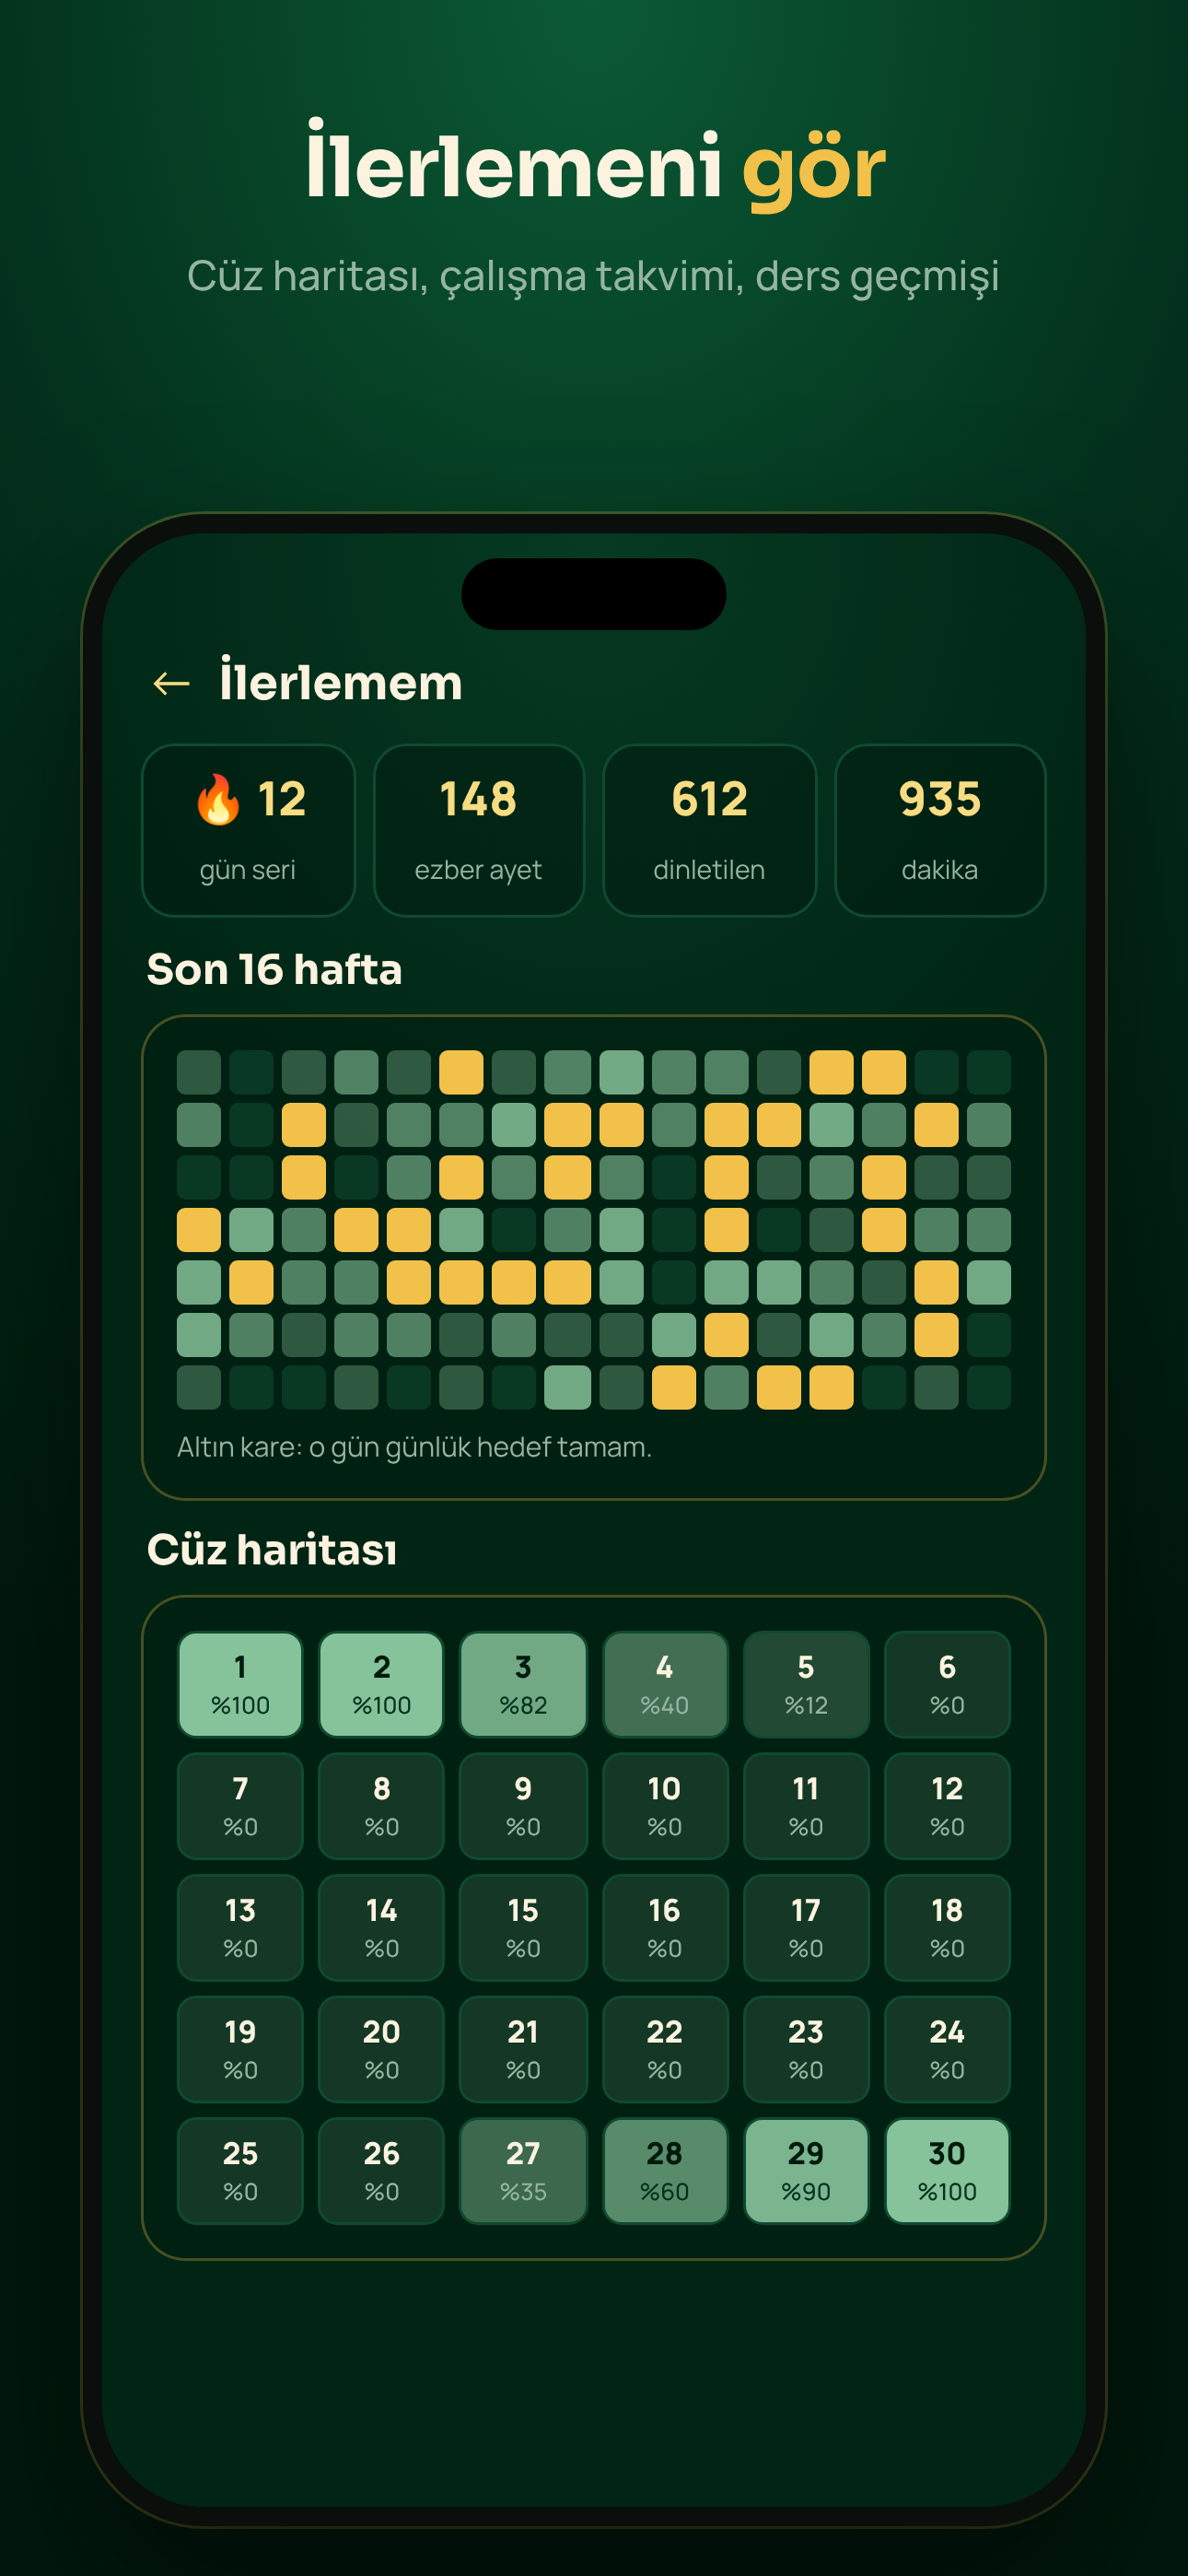 İlerlemeni gör
Cüz haritası, çalışma takvimi, ders geçmişi
← İlerlemem
🔥 12 148 612 935
gün seri ezber ayet dinletilen dakika
Son 16 hafta
Altın kare: o gün günlük hedef tamam.
Cüz haritası
1 2 3 4 5 6
%100 %100 %82 %40 %12 %0
7 8 9 10 11 12
%0 %0 %0 %0 %0 %0
13 14 15 16 17 18
%0 %0 %0 %0 %0 %0
19 20 21 22 23 24
%0 %0 %0 %0 %0 %0
25 26 27 28 29 30
%0 %0 %35 %60 %90 %100